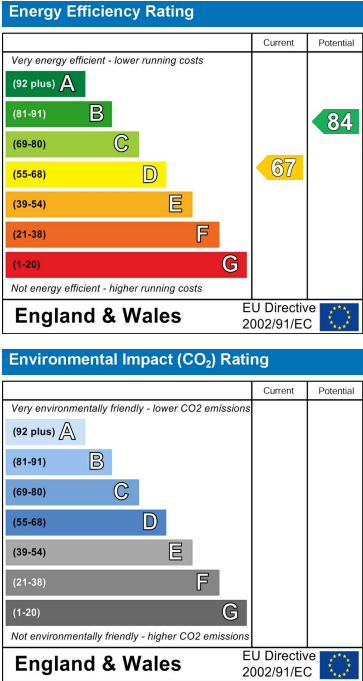 Energy Efficiency Rating
Current Potential
Very energy efficient - lower running costs
(92 plus) A
(81-91) B
84
(69-80) C
(55-68) D
67
(39-54) E
(21-38) F
(1-20) G
Not energy efficient - higher running costs
England & Wales
EU Directive
2002/91/EC
Environmental Impact (CO₂) Rating
Current Potential
Very environmentally friendly - lower CO2 emissions
(92 plus) A
(81-91) B
(69-80) C
(55-68) D
(39-54) E
(21-38) F
(1-20) G
Not environmentally friendly - higher CO2 emissions
England & Wales
EU Directive
2002/91/EC